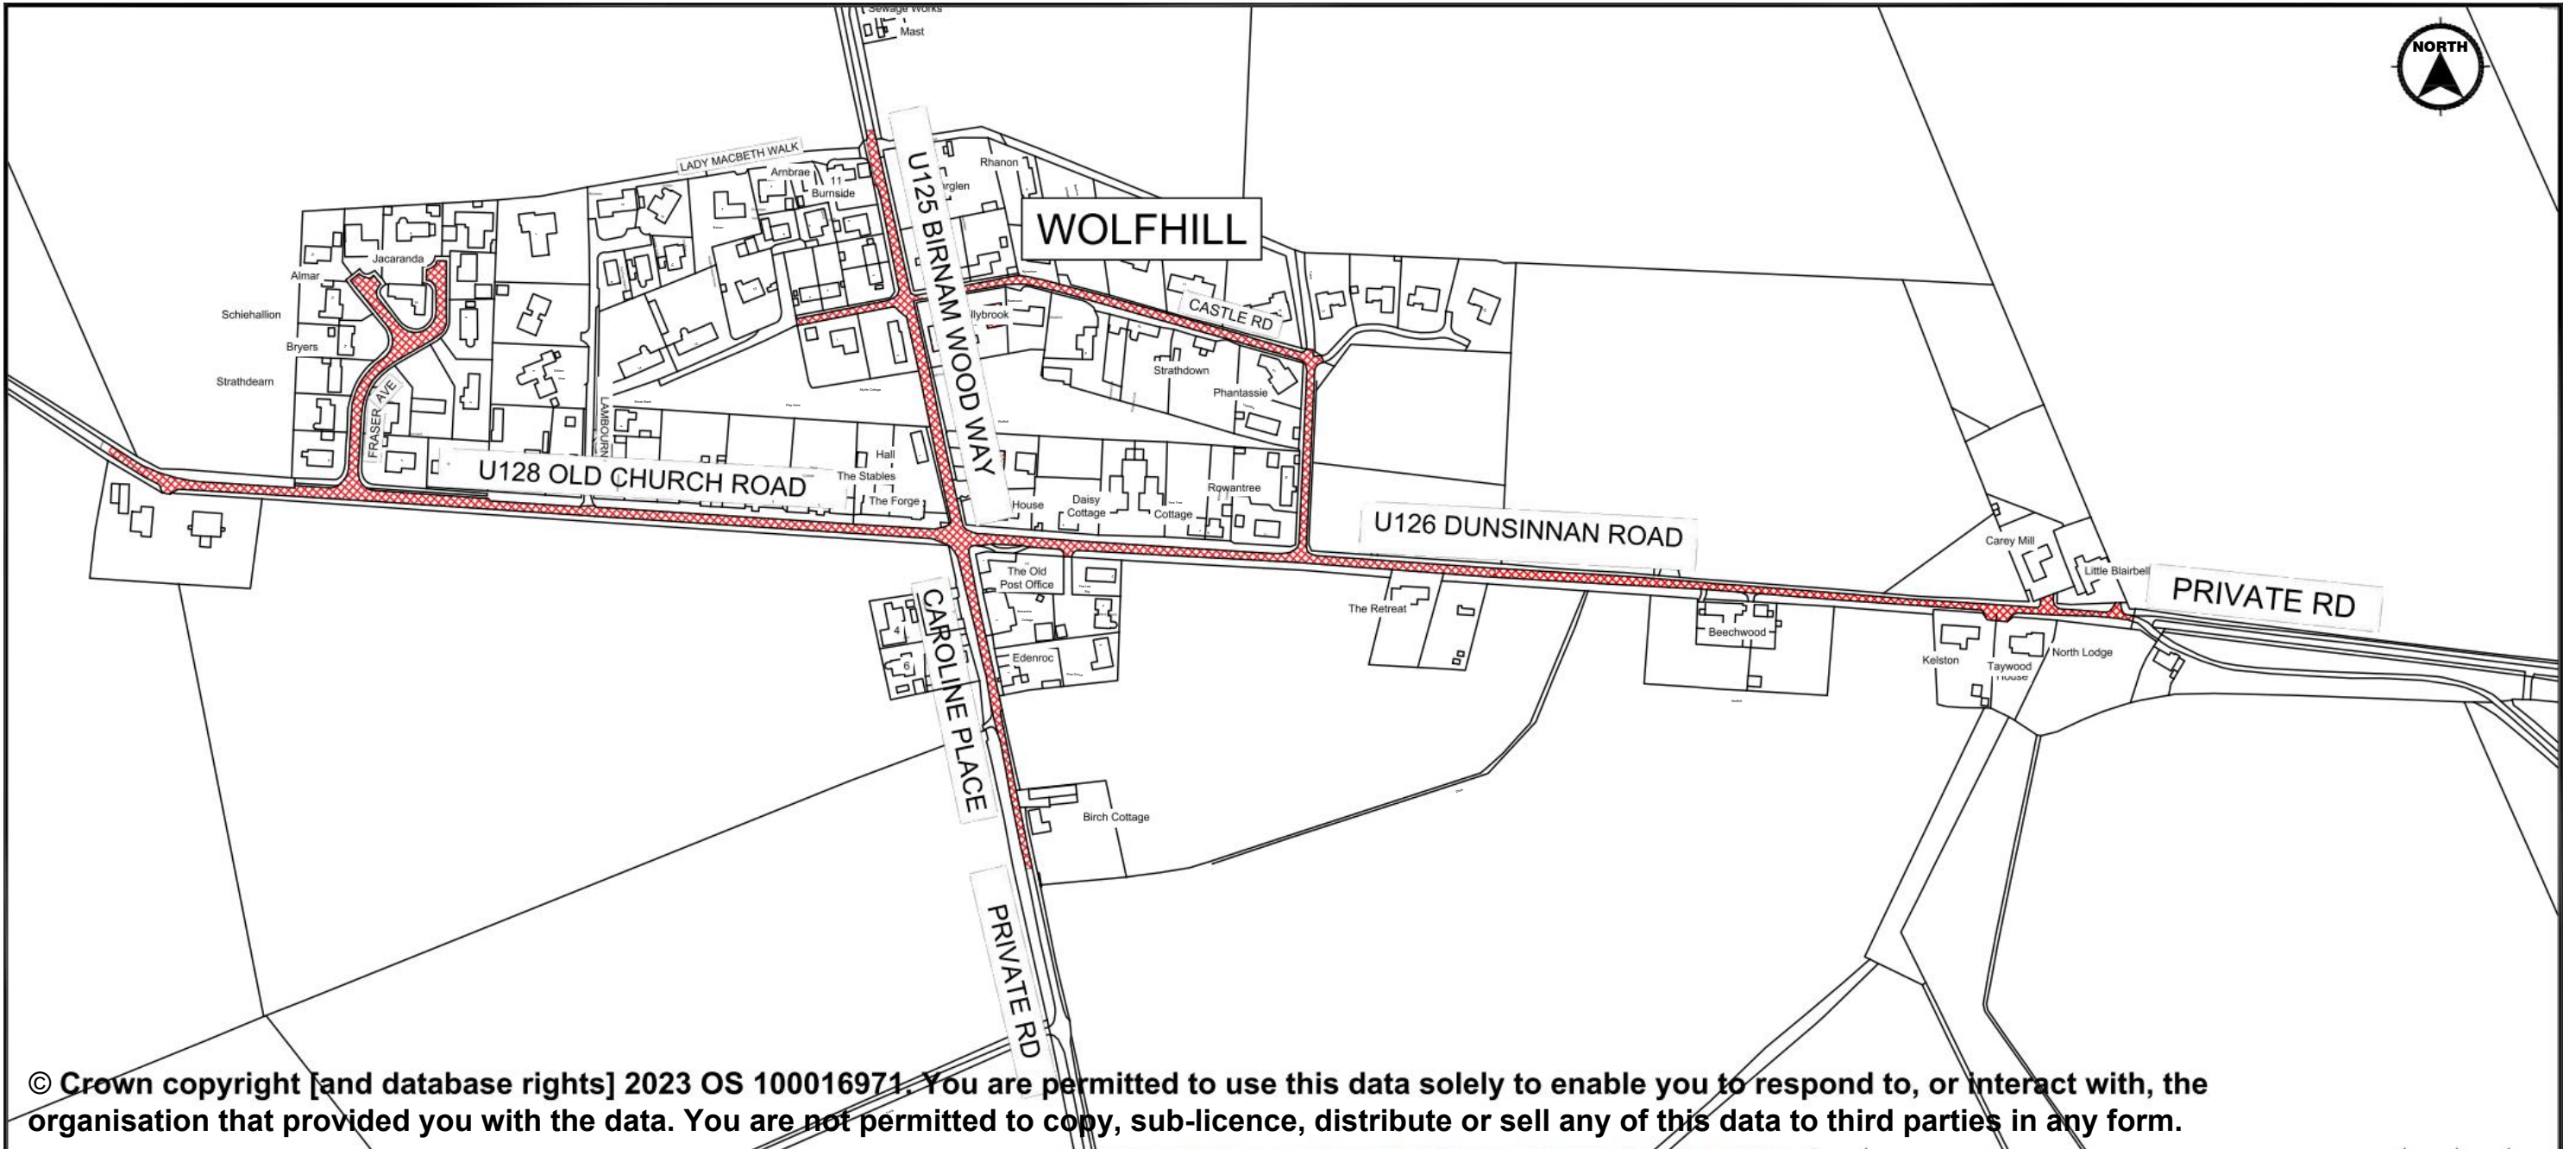 Sewage Works
Mast
NORTH
LADY MACBETH WALK
Arnbrae
11
Burnside
Rhanon
U125 BIRNAM WOOD WAY
WOLFHILL
Almar
Jacaranda
Schiehallion
Bryers
Strathdearn
FRASER AVE
CASTLE RD
Strathdown
Phantassie
U128 OLD CHURCH ROAD
Hall
The Stables
The Forge
House
Daisy
Cottage
Cottage
Rowantree
U126 DUNSINNAN ROAD
The Old
Post Office
CAROLINE PLACE
4
6
Edenroc
The Retreat
Beechwood
Carey Mill
Little Blairbell
PRIVATE RD
Kelston
Taywood
House
North Lodge
Birch Cottage
PRIVATE RD
© Crown copyright [and database rights] 2023 OS 100016971. You are permitted to use this data solely to enable you to respond to, or interact with, the
organisation that provided you with the data. You are not permitted to copy, sub-licence, distribute or sell any of this data to third parties in any form.